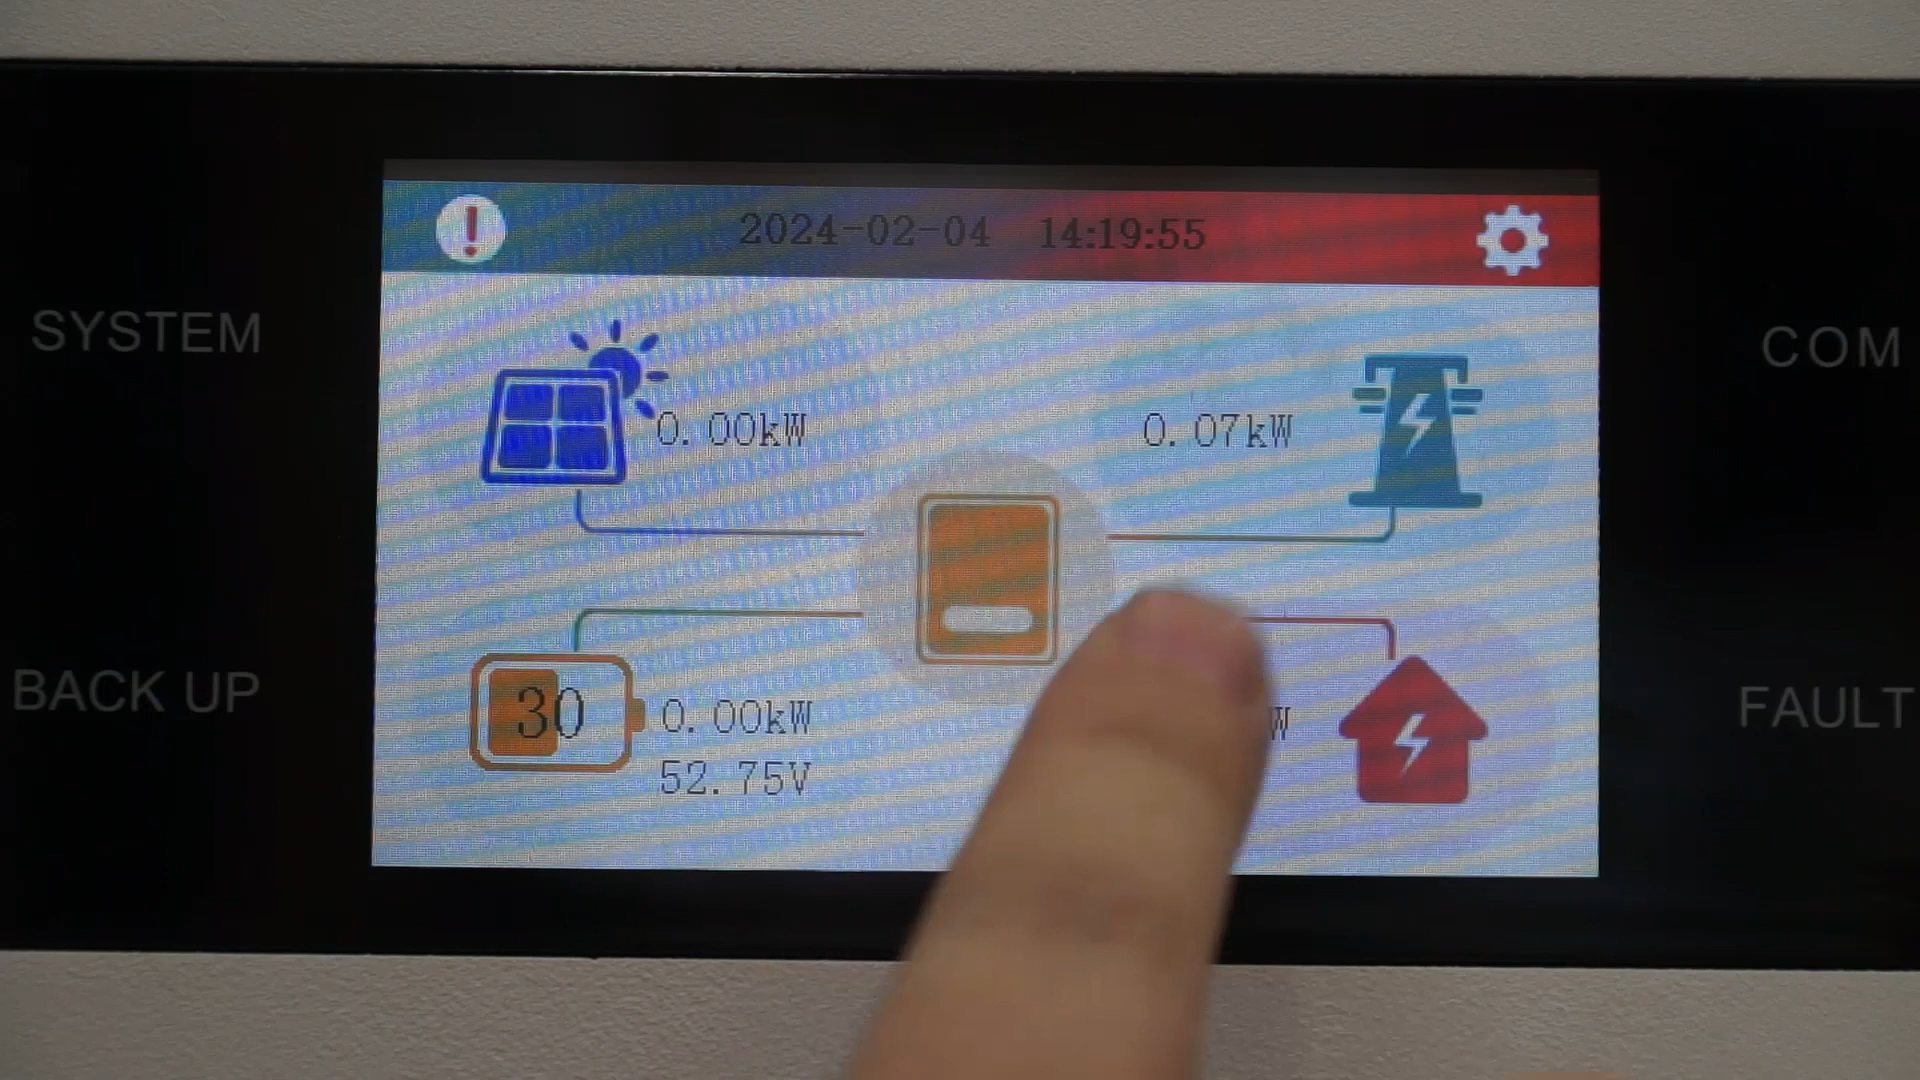 2024-02-04 14:19:55
SYSTEM
COM
0.00kW
0.07kW
BACK UP
30
0.00kW
W
FAULT
52.75V